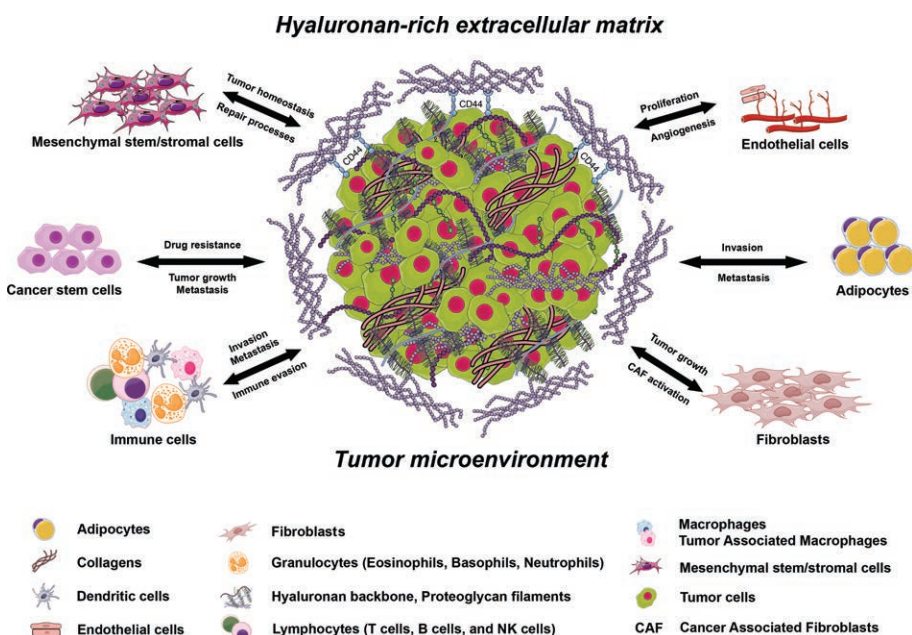 Hyaluronan-rich extracellular matrix
Tumor homeostasis
Repair processes
Mesenchymal stem/stromal cells
CD44
CD44
CD44
Proliferation
Angiogenesis
Endothelial cells
Drug resistance
Tumor growth
Metastasis
Cancer stem cells
Invasion
Metastasis
Adipocytes
Invasion
Metastasis
Immune evasion
Immune cells
Tumor growth
CAF activation
Fibroblasts
Tumor microenvironment
Adipocytes
Collagens
Dendritic cells
Endothelial cells
Fibroblasts
Granulocytes (Eosinophils, Basophils, Neutrophils)
Hyaluronan backbone, Proteoglycan filaments
Lymphocytes (T cells, B cells, and NK cells)
Macrophages
Tumor Associated Macrophages
Mesenchymal stem/stromal cells
Tumor cells
CAF Cancer Associated Fibroblasts